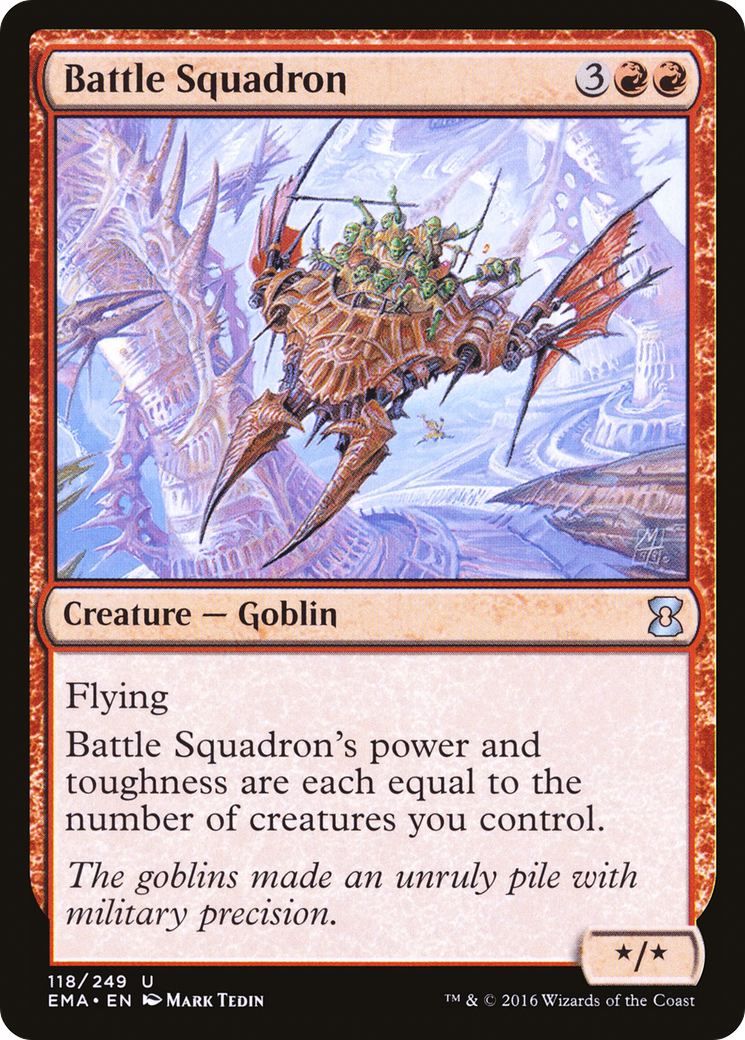 Battle Squadron 3
Creature — Goblin
Flying
Battle Squadron's power and
toughness are each equal to the
number of creatures you control.
The goblins made an unruly pile with
military precision.
★/★
118/249 U
EMA • EN Mark Tedin ™ & © 2016 Wizards of the Coast